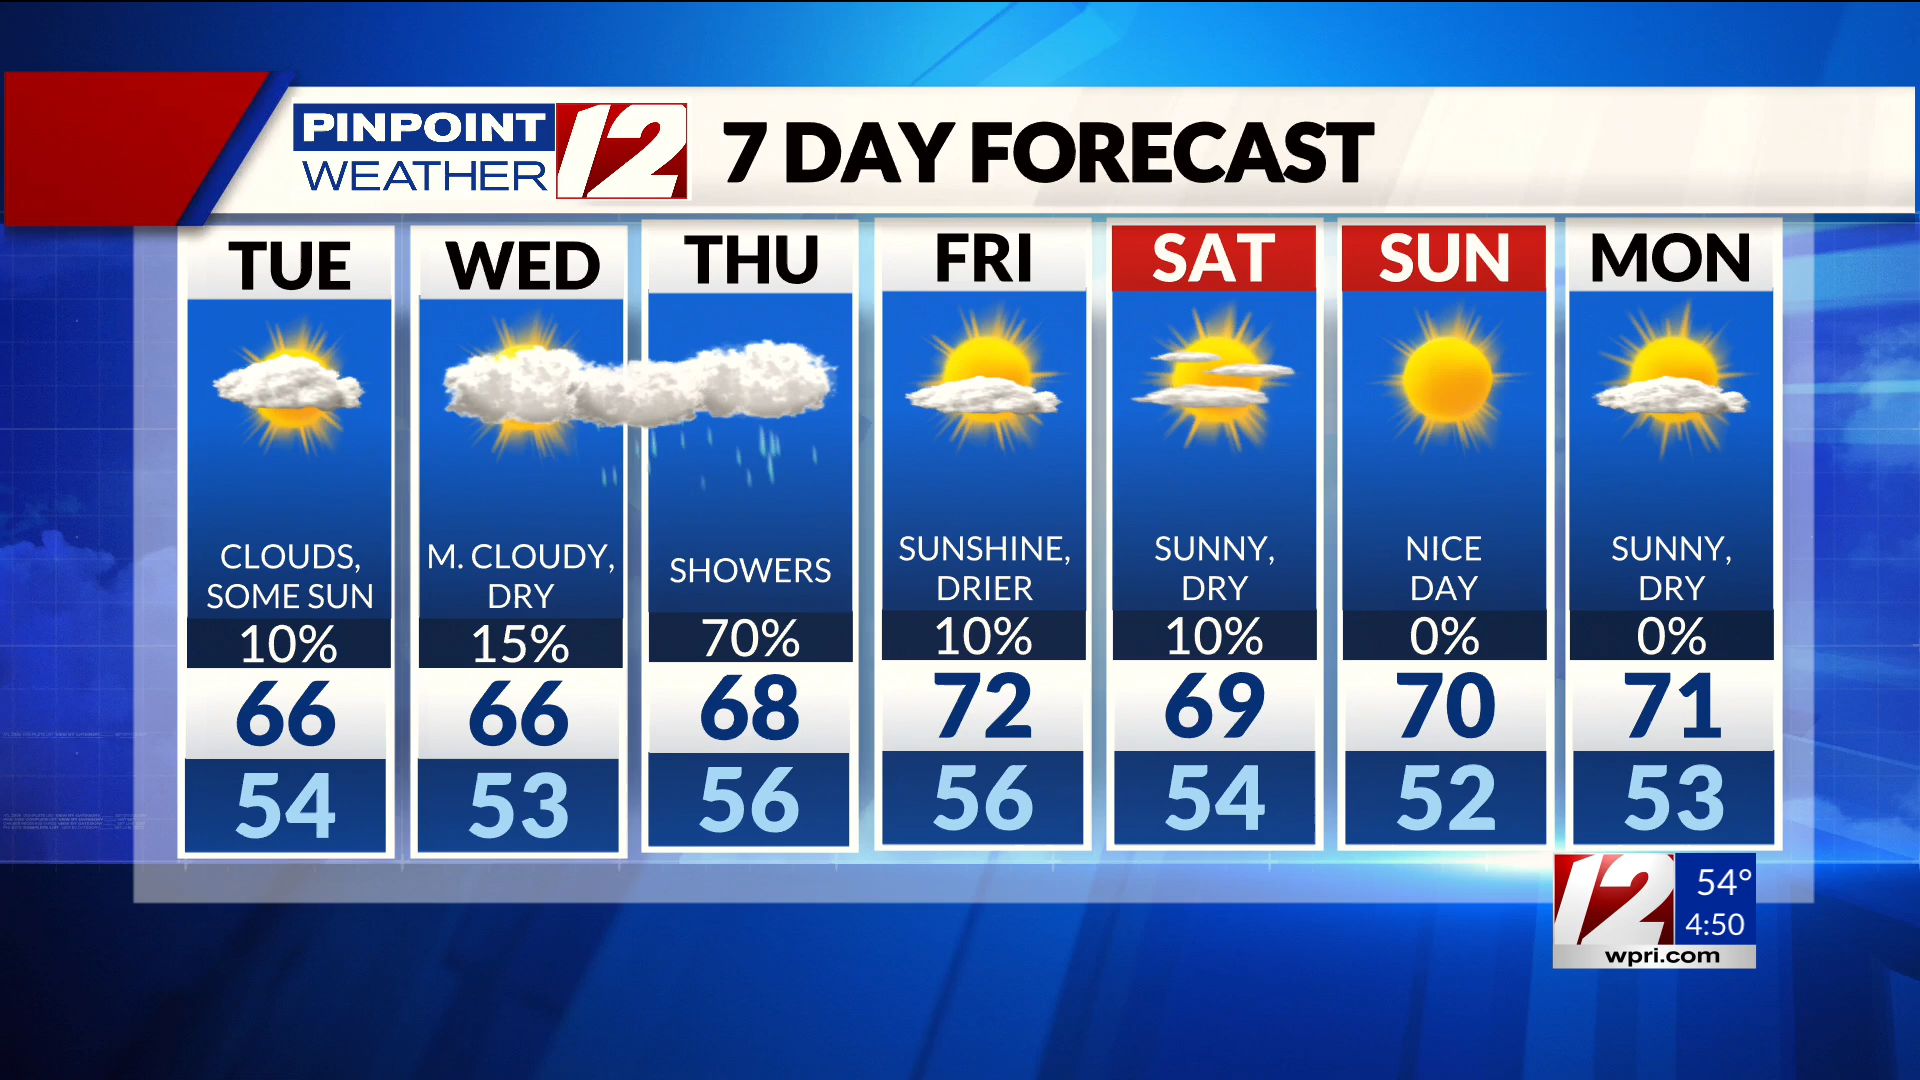 PINPOINT
WEATHER 12
7 DAY FORECAST
TUE
CLOUDS,
SOME SUN
10%
66
54
WED
M. CLOUDY,
DRY
15%
66
53
THU
SHOWERS
70%
68
56
FRI
SUNSHINE,
DRIER
10%
72
56
SAT
SUNNY,
DRY
10%
69
54
SUN
NICE
DAY
0%
70
52
MON
SUNNY,
DRY
0%
71
53
12
54°
4:50
wpri.com